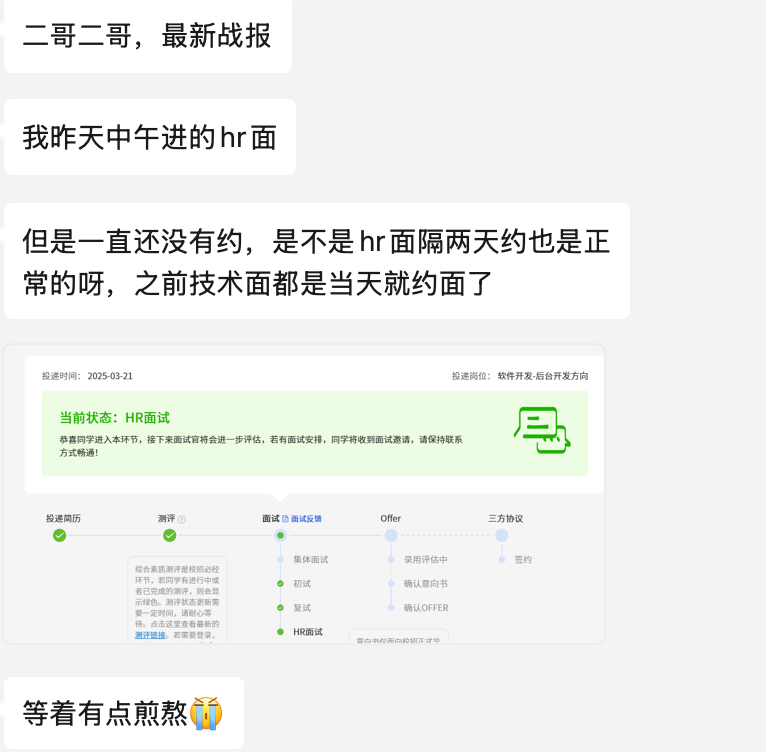 二哥二哥，最新战报
我昨天中午进的hr面
但是一直还没有约，是不是hr面隔两天约也是正
常的呀，之前技术面都是当天就约面了
投递时间： 2025-03-21
投递岗位： 软件开发-后台开发方向
当前状态：HR面试
恭喜同学进入本环节，接下来面试官将会进一步评估，若有面试安排，同学将收到面试邀请，请保持联系
方式畅通！
投递简历
测评
面试 面试反馈
Offer
三方协议
综合素质测评是校招必经
环节，若同学有进行中或
者已完成的测评，则会显
示绿色。测评状态更新需
要一定时间，请耐心等
待。点击这里查看最新的
测评链接。若需要登录，
集体面试
初试
复试
HR面试
录用评估中
确认意向书
确认OFFER
签约
等着有点煎熬